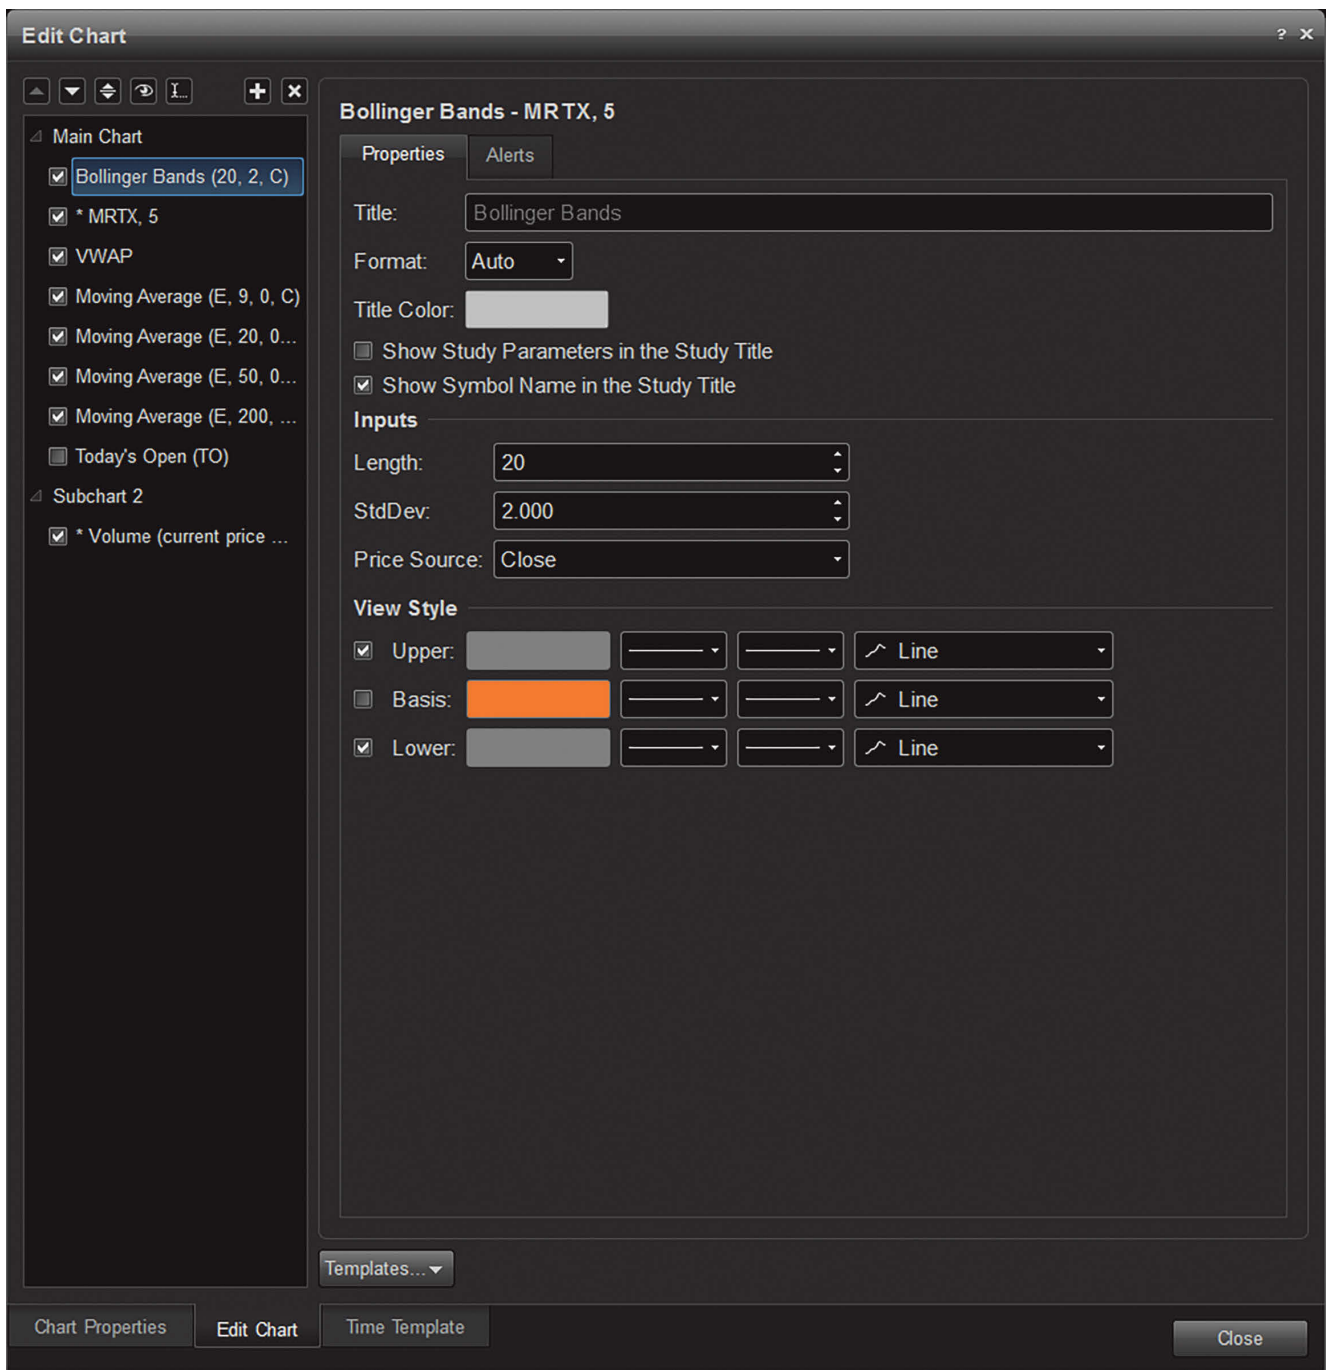 Edit Chart
? ×
I...
Main Chart
Bollinger Bands (20, 2, C)
* MRTX, 5
VWAP
Moving Average (E, 9, 0, C)
Moving Average (E, 20, 0...
Moving Average (E, 50, 0...
Moving Average (E, 200, ...
Today's Open (TO)
Subchart 2
* Volume (current price ...
Bollinger Bands - MRTX, 5
Properties Alerts
Title: Bollinger Bands
Format: Auto
Title Color:
Show Study Parameters in the Study Title
Show Symbol Name in the Study Title
Inputs
Length: 20
StdDev: 2.000
Price Source: Close
View Style
Upper: Line
Basis: Line
Lower: Line
Templates...
Chart Properties Edit Chart Time Template
Close